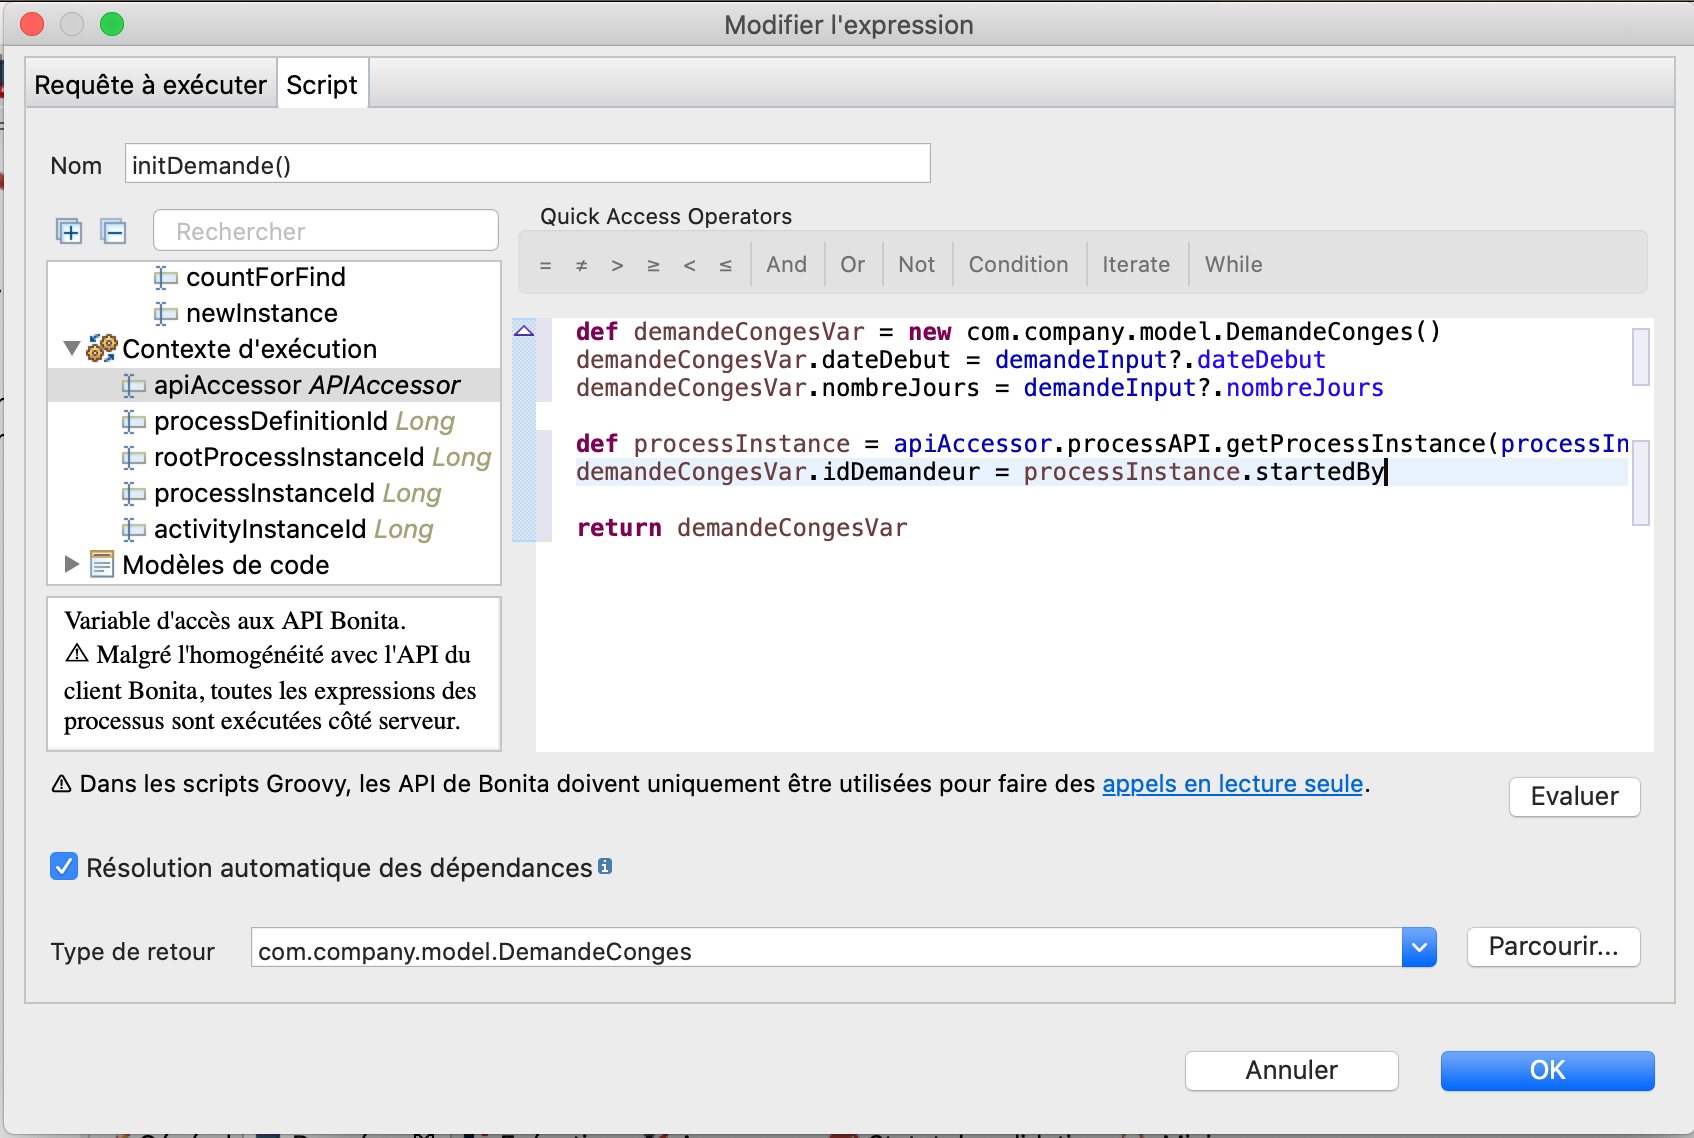 Modifier l'expression
Requête à exécuter
Script
Nom
initDemande()
Rechercher
Quick Access Operators
= ≠ > ≥ < ≤ And Or Not Condition Iterate While
countForFind
newInstance
Contexte d'exécution
apiAccessor APIAccessor
processDefinitionId Long
rootProcessInstanceId Long
processInstanceId Long
activityInstanceId Long
Modèles de code
def demandeCongesVar = new com.company.model.DemandeConges()
demandeCongesVar.dateDebut = demandeInput?.dateDebut
demandeCongesVar.nombreJours = demandeInput?.nombreJours
def processInstance = apiAccessor.processAPI.getProcessInstance(processIn
demandeCongesVar.idDemandeur = processInstance.startedBy
return demandeCongesVar
Variable d'accès aux API Bonita.
⚠ Malgré l'homogénéité avec l'API du
client Bonita, toutes les expressions des
processus sont exécutées côté serveur.
⚠ Dans les scripts Groovy, les API de Bonita doivent uniquement être utilisées pour faire des appels en lecture seule.
Evaluer
Résolution automatique des dépendances
Type de retour
com.company.model.DemandeConges
Parcourir...
Annuler
OK